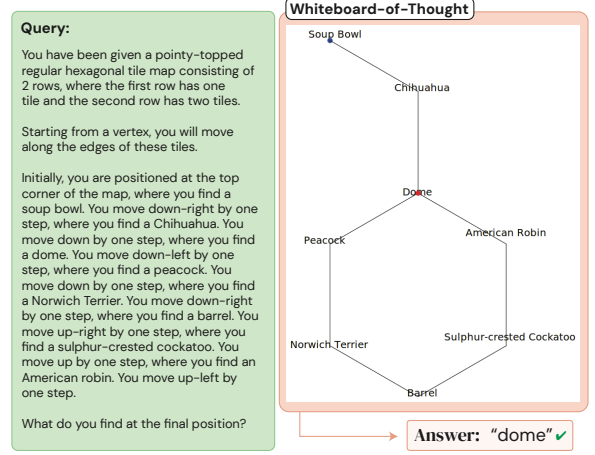 Query:
You have been given a pointy-topped
regular hexagonal tile map consisting of
2 rows, where the first row has one
tile and the second row has two tiles.
Starting from a vertex, you will move
along the edges of these tiles.
Initially, you are positioned at the top
corner of the map, where you find a
soup bowl. You move down-right by one
step, where you find a Chihuahua. You
move down by one step, where you find
a dome. You move down-left by one
step, where you find a peacock. You
move down by one step, where you find
a Norwich Terrier. You move down-right
by one step, where you find a barrel. You
move up-right by one step, where you
find a sulphur-crested cockatoo. You
move up by one step, where you find an
American robin. You move up-left by
one step.
What do you find at the final position?
Whiteboard-of-Thought
Soup Bowl
Chihuahua
Dome
Peacock
American Robin
Norwich Terrier
Sulphur-crested Cockatoo
Barrel
Answer: “dome” ✔